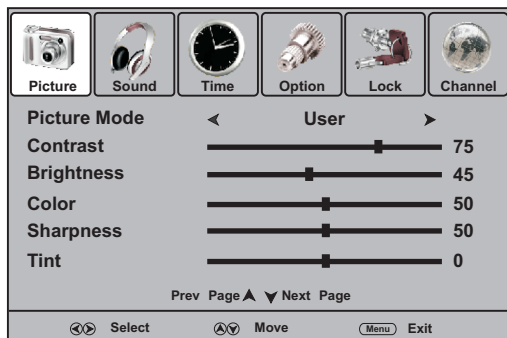 Picture Sound Time Option Lock Channel
Picture Mode User
Contrast 75
Brightness 45
Color 50
Sharpness 50
Tint 0
Prev Page Next Page
Select Move Menu Exit